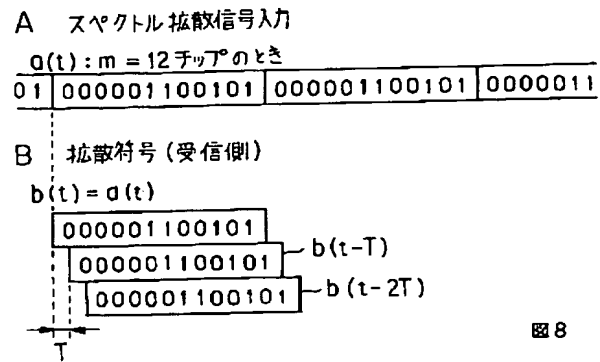 A スペクトル拡散信号入力
a(t):m=12チップのとき
01 000001100101 000001100101 0000011
B 拡散符号(受信側)
b(t)=a(t)
000001100101
000001100101 b(t-T)
000001100101 b(t-2T)
T
図8